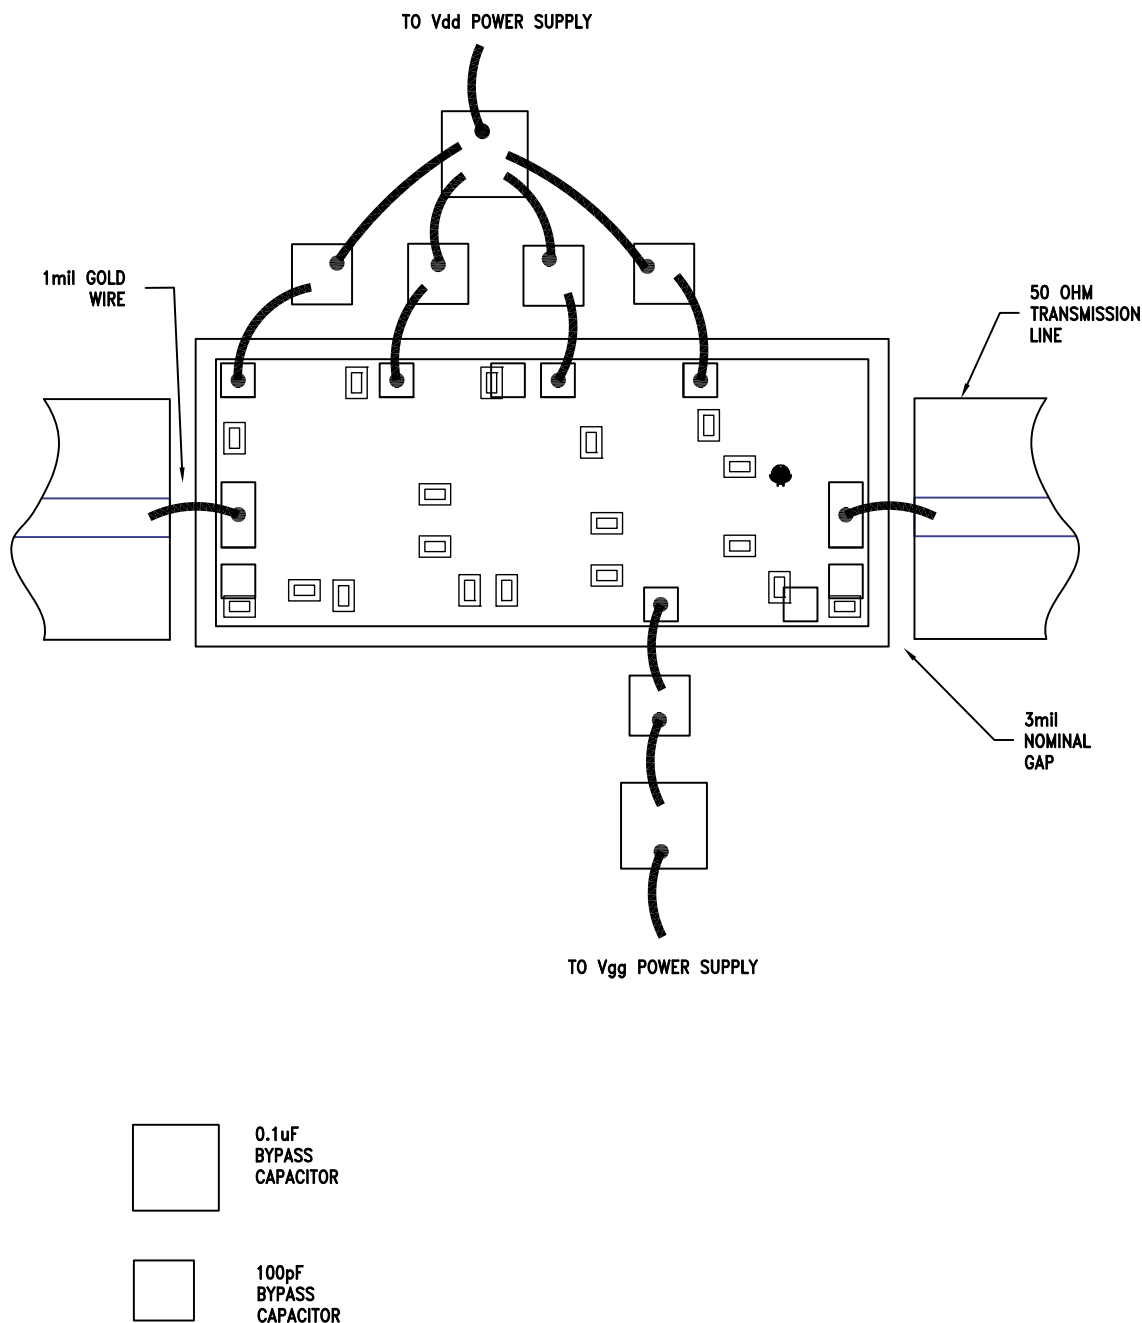 TO Vdd POWER SUPPLY
1mil GOLD
WIRE
50 OHM
TRANSMISSION
LINE
3mil
NOMINAL
GAP
TO Vgg POWER SUPPLY
0.1uF
BYPASS
CAPACITOR
100pF
BYPASS
CAPACITOR